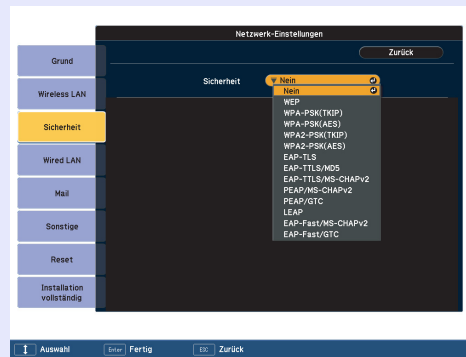 Netzwerk-Einstellungen
Zurück
Grund
Wireless LAN
Sicherheit
Wired LAN
Mail
Sonstige
Reset
Installation
vollständig
Sicherheit
Nein
Nein
WEP
WPA-PSK(TKIP)
WPA-PSK(AES)
WPA2-PSK(TKIP)
WPA2-PSK(AES)
EAP-TLS
EAP-TTLS/MD5
EAP-TTLS/MS-CHAPv2
PEAP/MS-CHAPv2
PEAP/GTC
LEAP
EAP-Fast/MS-CHAPv2
EAP-Fast/GTC
Auswahl Enter Fertig ESC Zurück